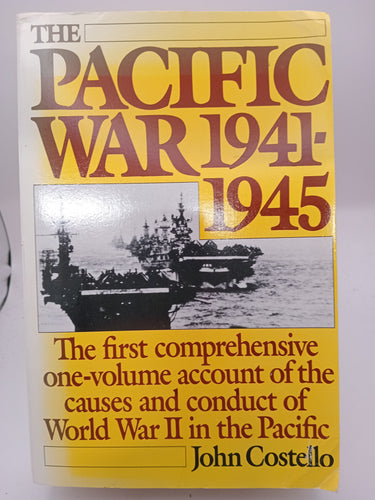 THE
PACIFIC
WAR 1941-
1945
The first comprehensive
one-volume account of the
causes and conduct of
World War II in the Pacific
John Costello